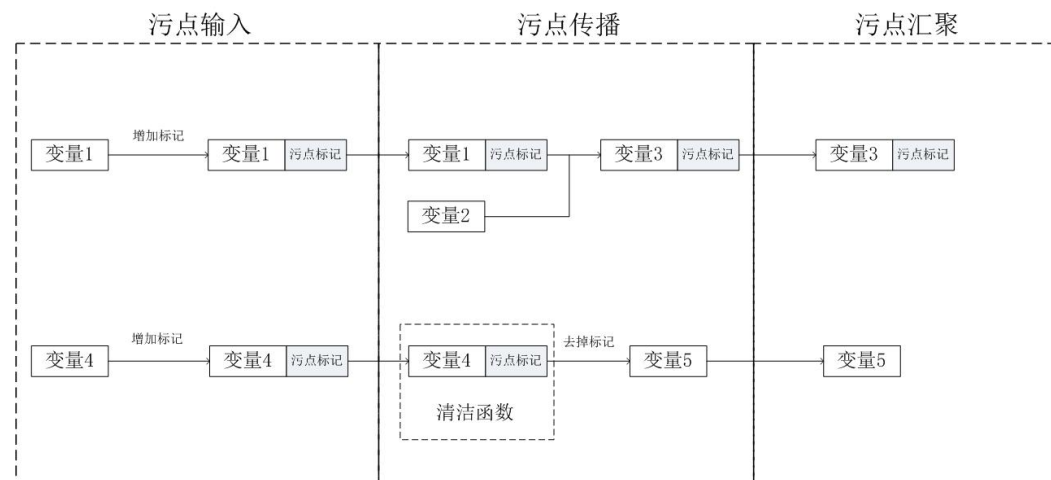 污点输入
污点传播
污点汇聚
增加标记
变量1
变量1 污点标记
变量1 污点标记
变量3 污点标记
变量3 污点标记
变量2
增加标记
去掉标记
变量4
变量4 污点标记
变量4 污点标记
变量5
变量5
清洁函数